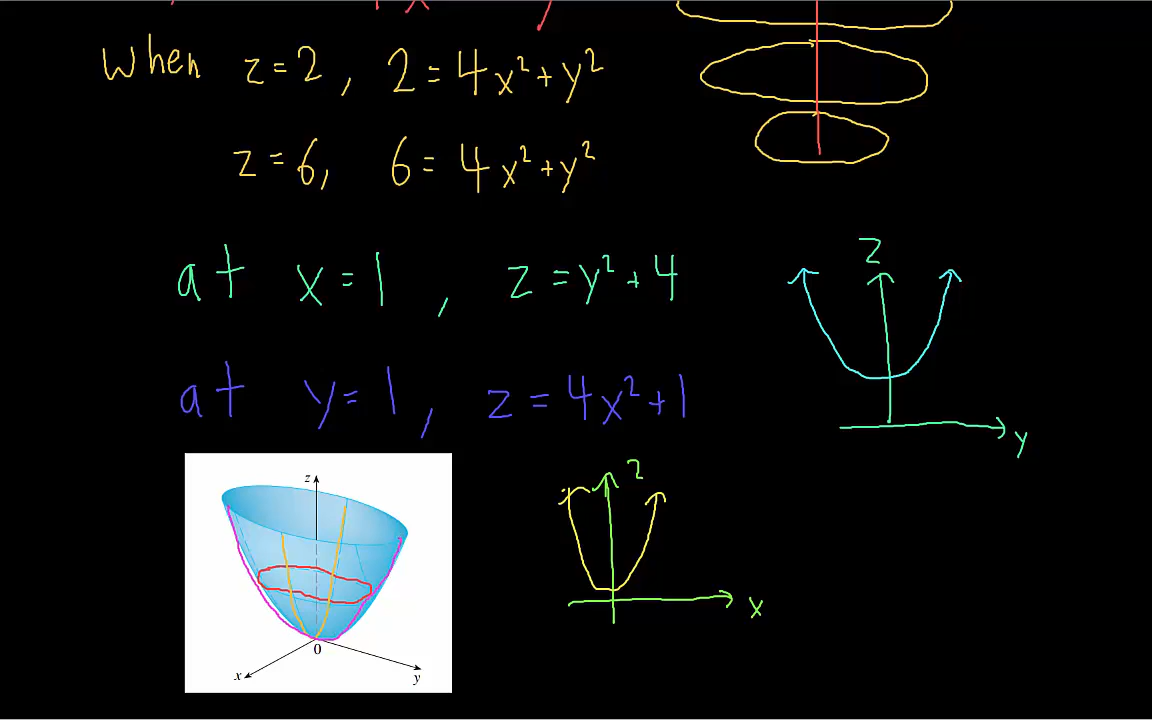 When z=2, 2=4x²+y²
z=6, 6=4x²+y²
at x=1, z=y²+4
z
y
at y=1, z=4x²+1
z
x
z
0
x
y